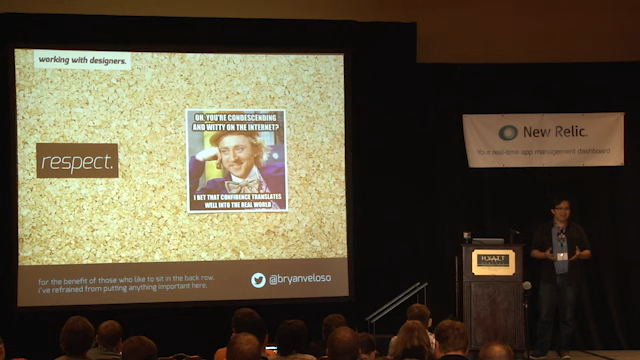 working with designers.
OH, YOU'RE CONDESCENDING
AND WITTY ON THE INTERNET?
respect.
I BET THAT CONFIDENCE TRANSLATES
WELL INTO THE REAL WORLD
for the benefit of those who like to sit in the back row,
i've refrained from putting anything important here.
@bryanveloso
New Relic.
Your real-time app management dashboard
HYATT